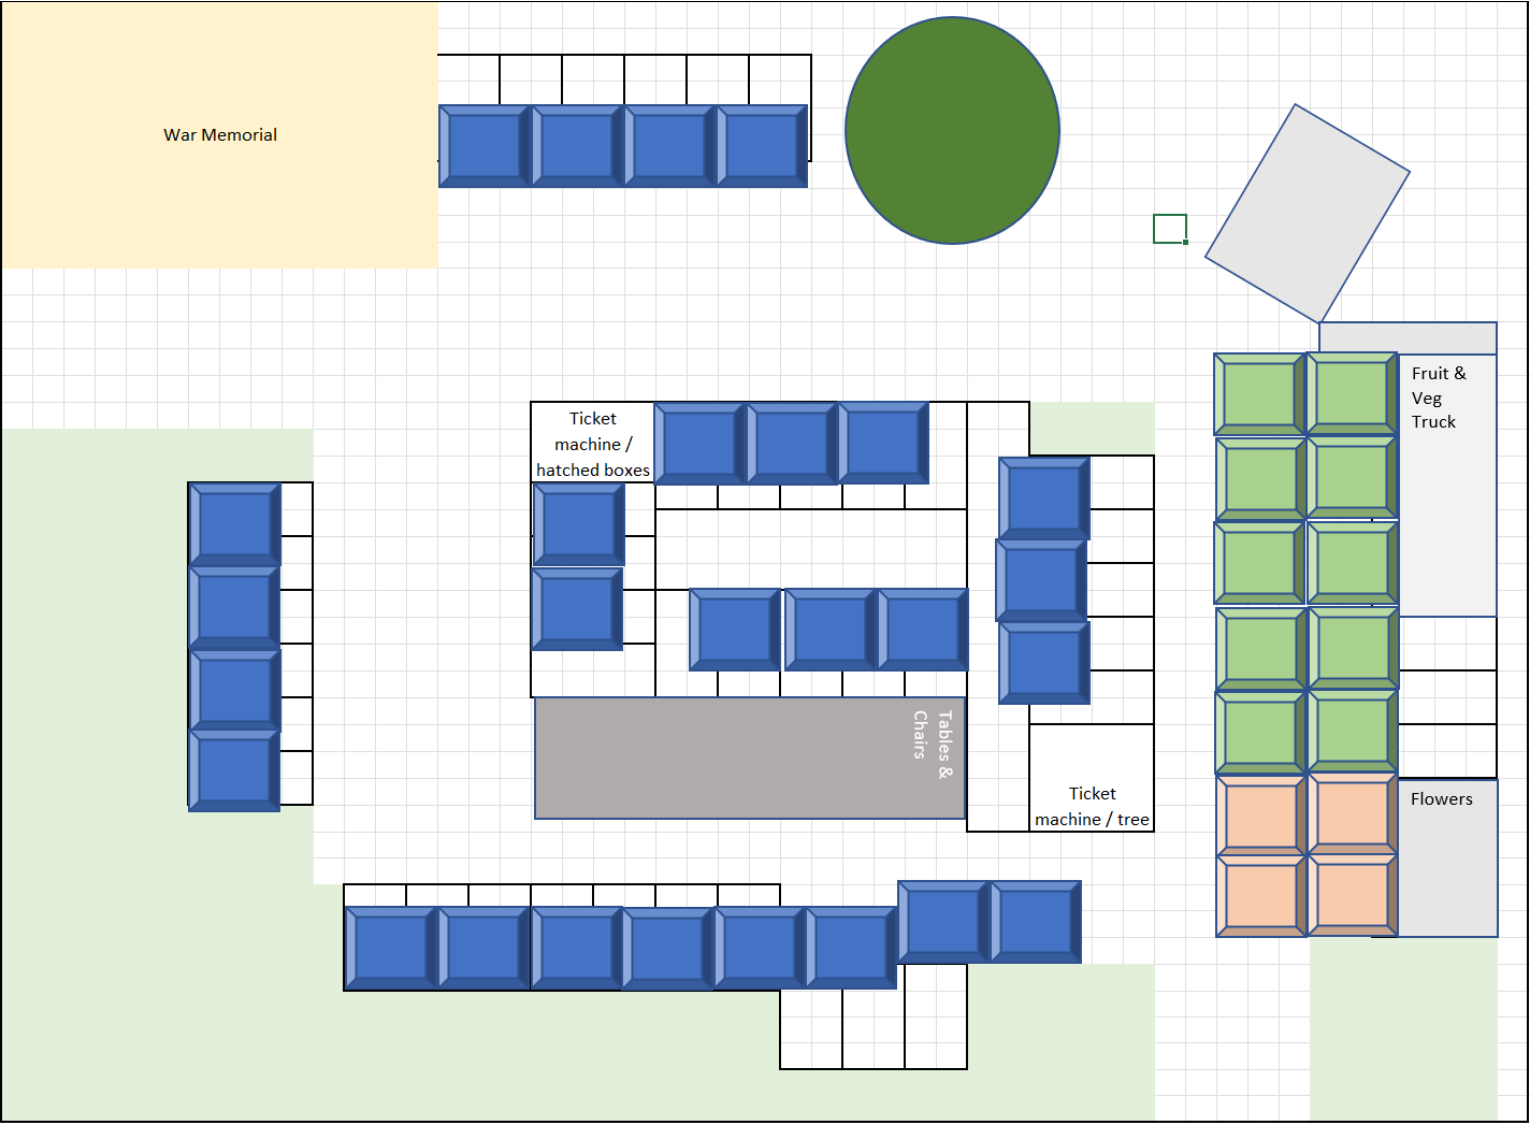 War Memorial
Ticket
machine /
hatched boxes
Fruit &
Veg
Truck
Tables &
Chairs
Ticket
machine / tree
Flowers